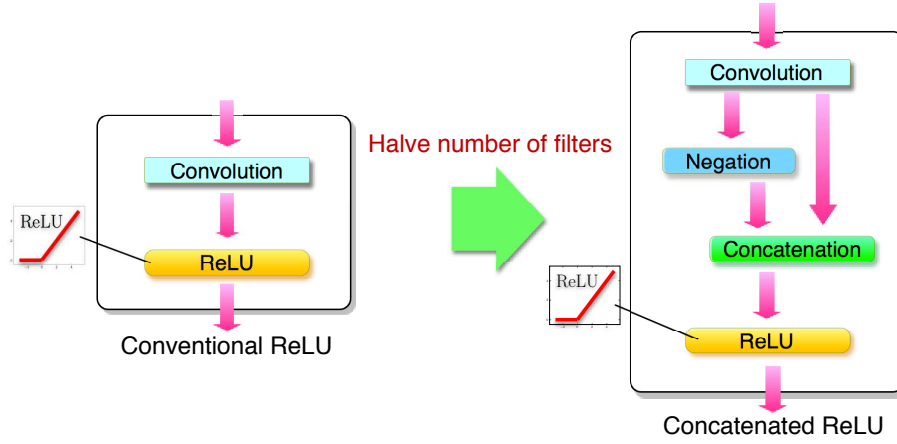 Convolution
ReLU
ReLU
Conventional ReLU
Halve number of filters
Convolution
Negation
Concatenation
ReLU
ReLU
Concatenated ReLU